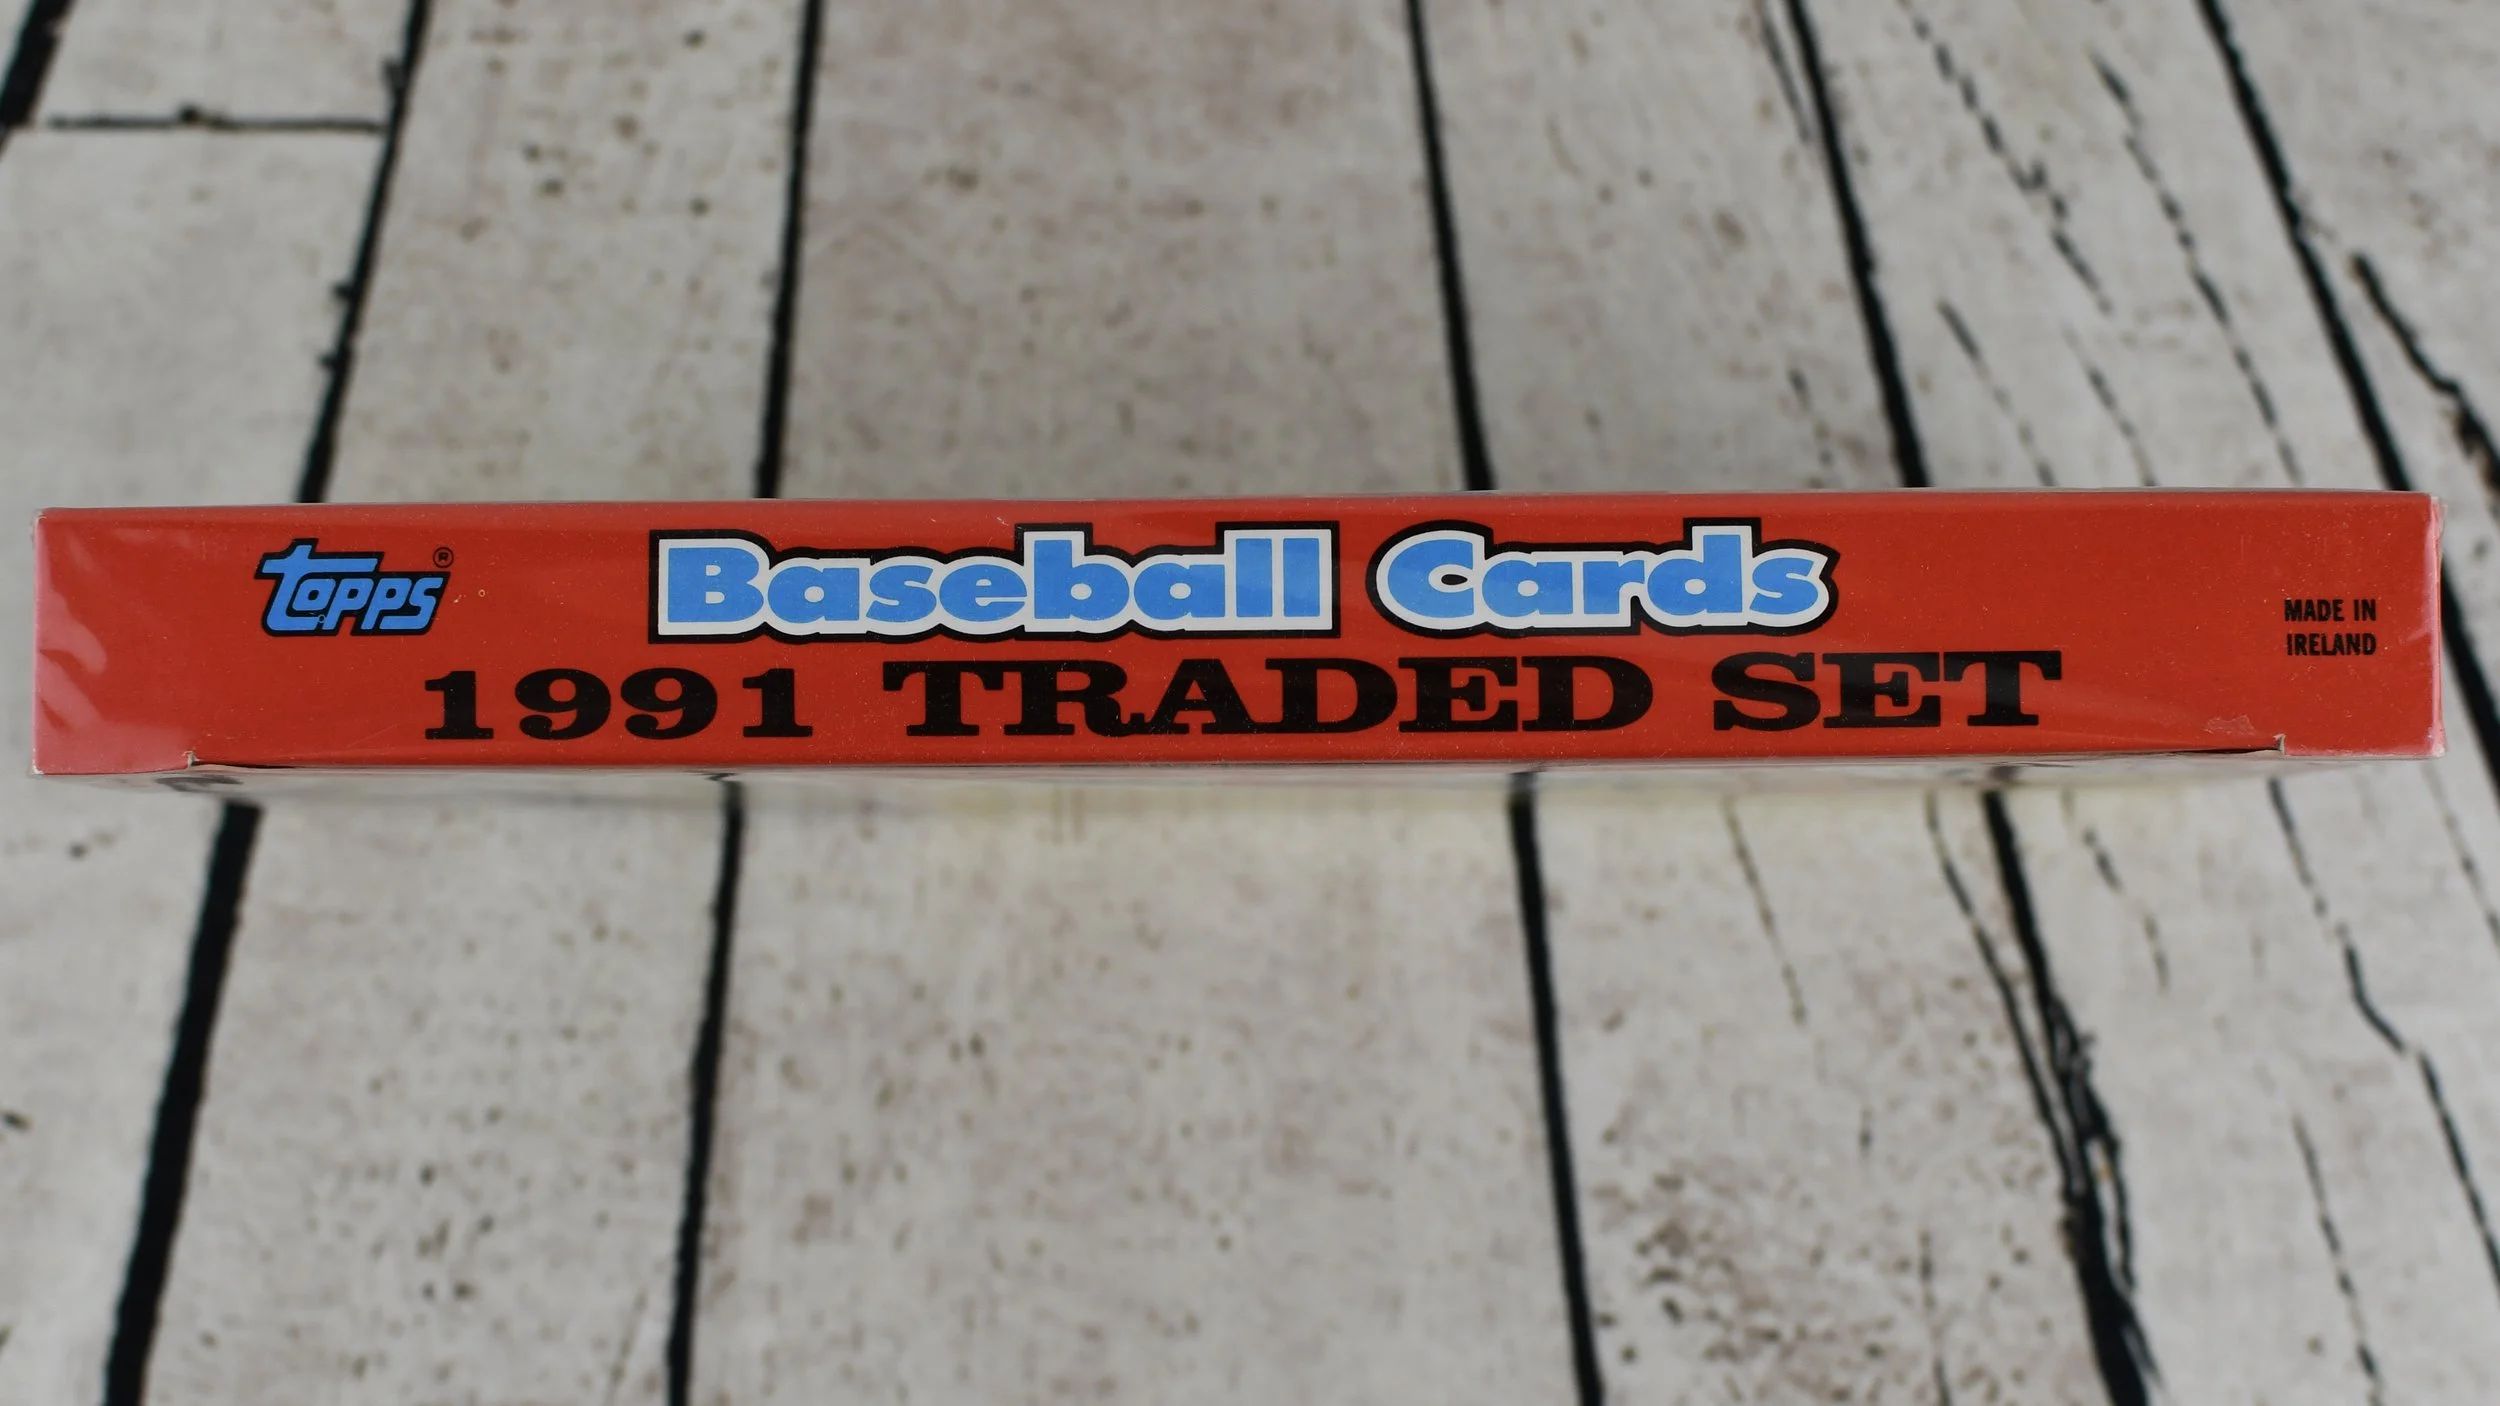 topps®
Baseball Cards
1991 TRADED SET
MADE IN
IRELAND